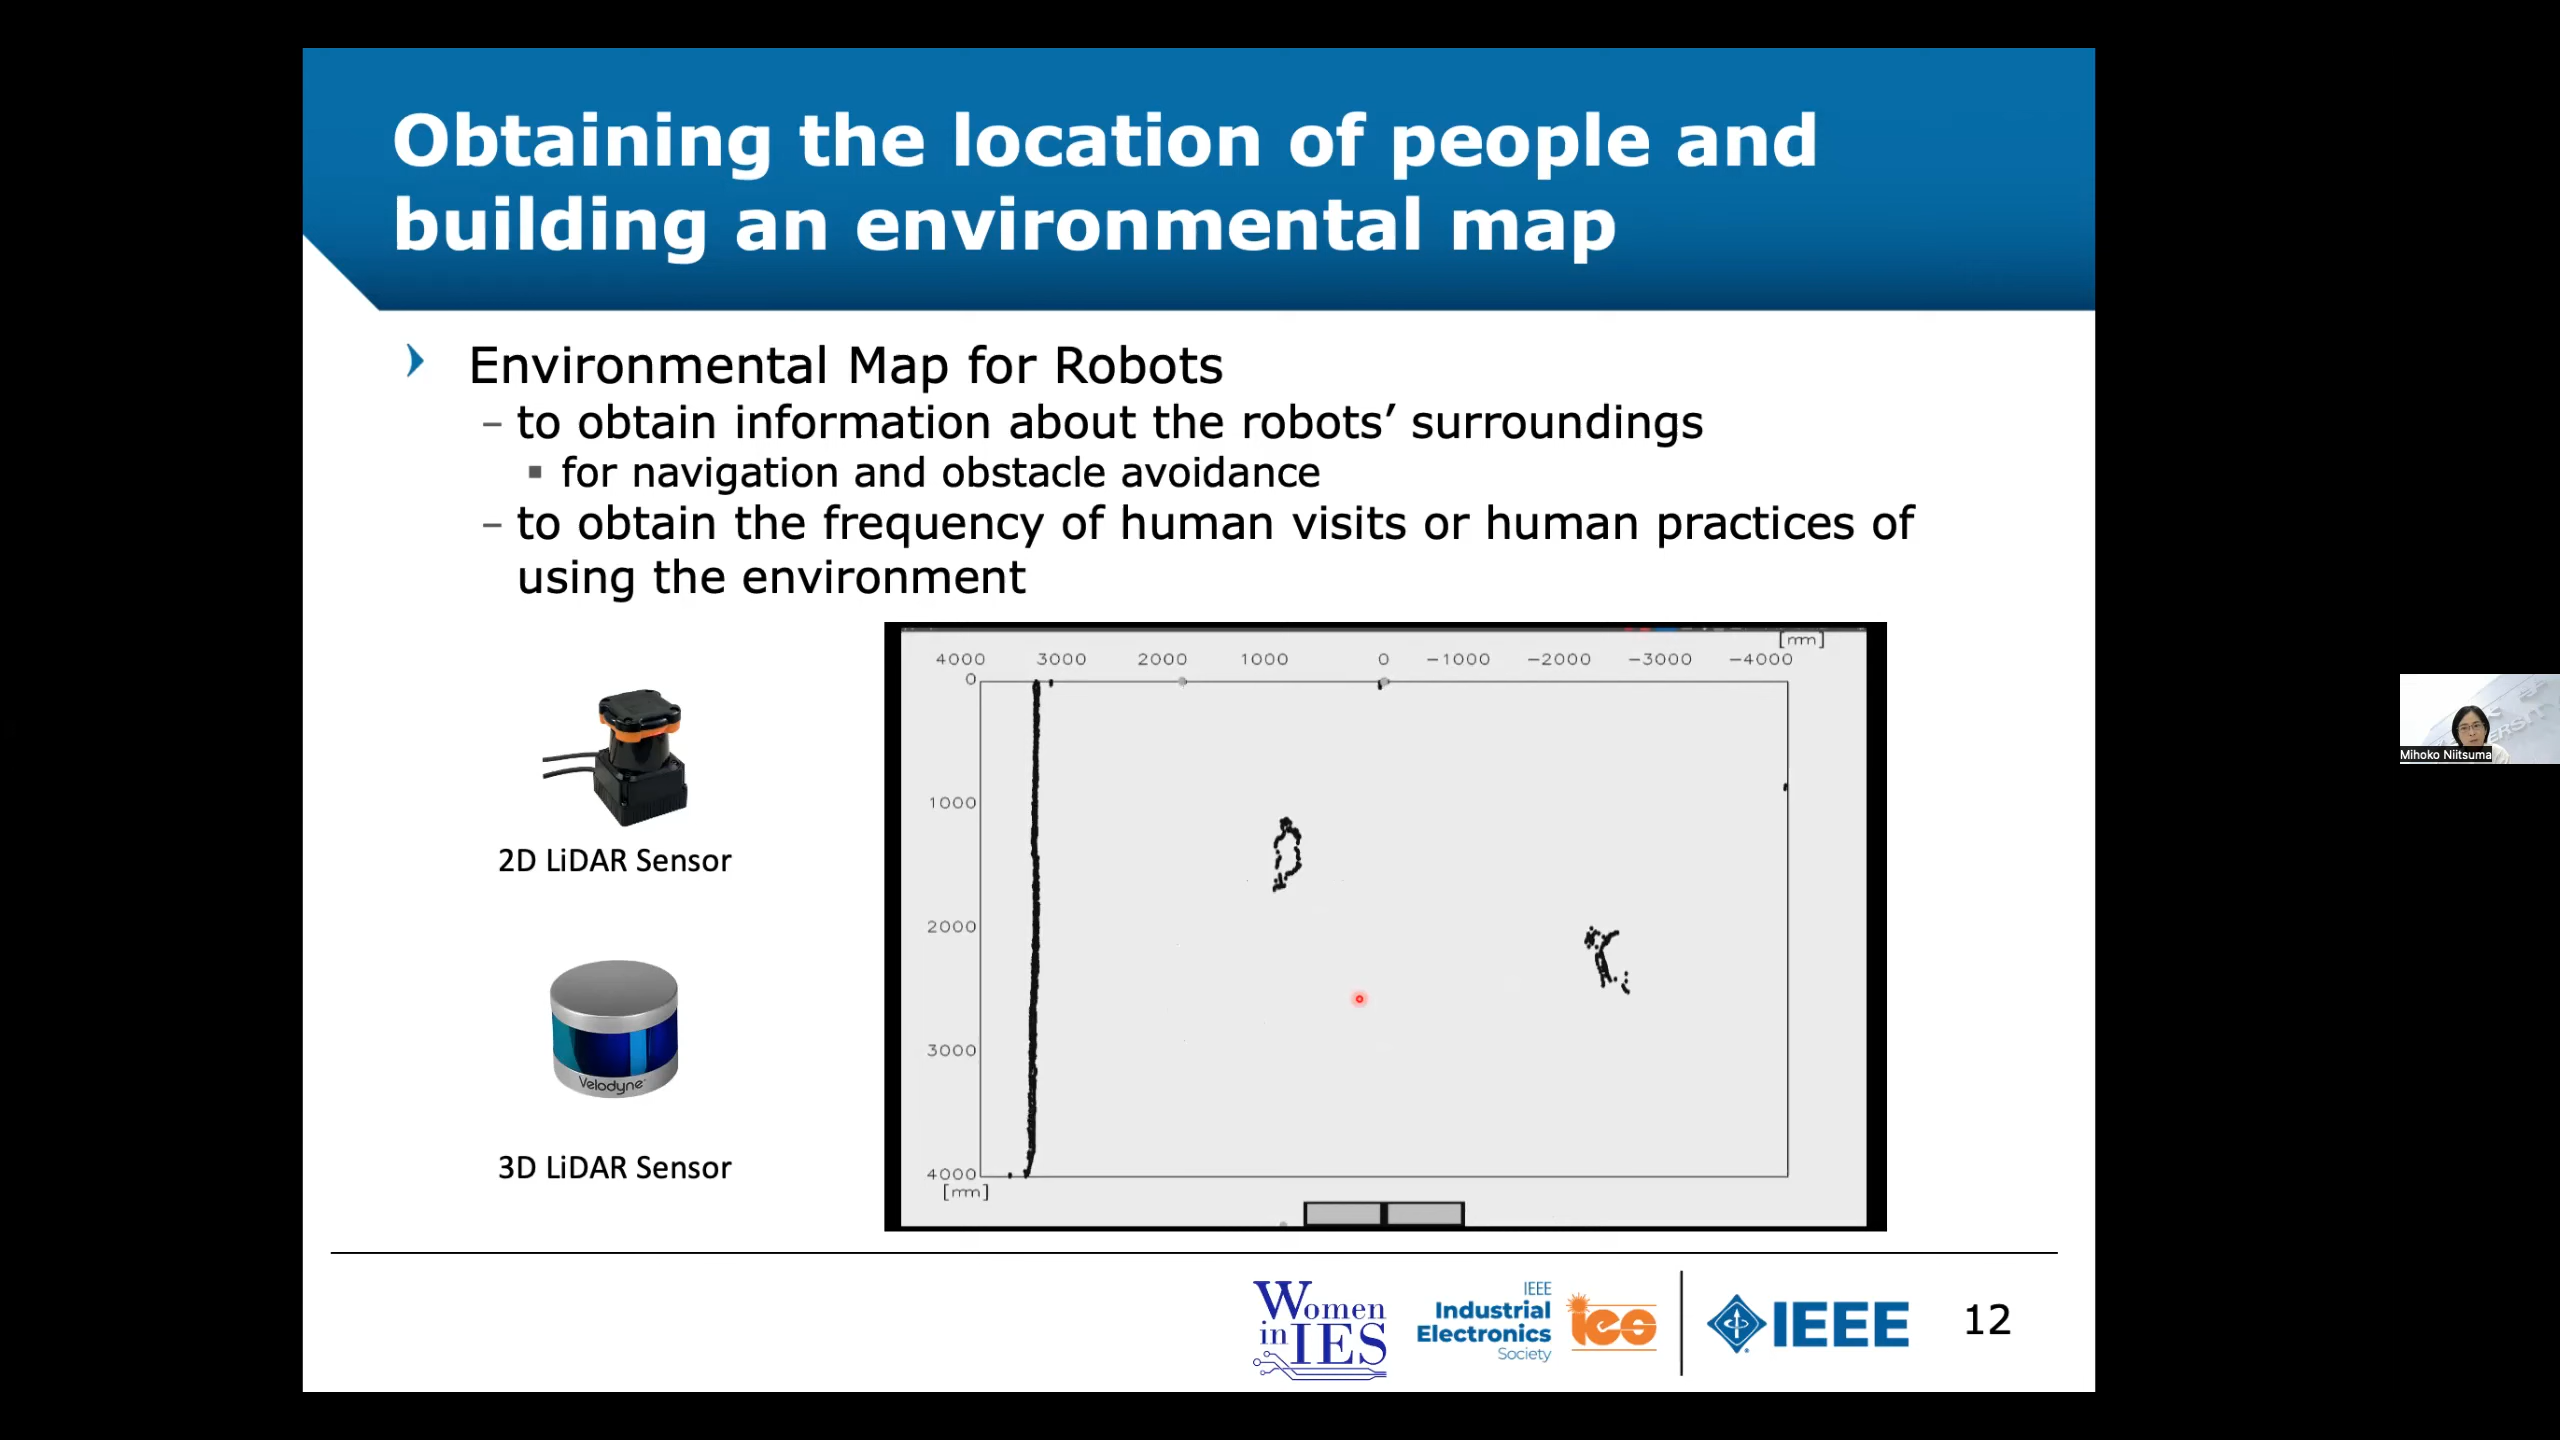 Obtaining the location of people and
building an environmental map
Environmental Map for Robots
– to obtain information about the robots’ surroundings
▪ for navigation and obstacle avoidance
– to obtain the frequency of human visits or human practices of
using the environment
2D LiDAR Sensor
Velodyne
3D LiDAR Sensor
[mm]
4000 3000 2000 1000 0 −1000 −2000 −3000 −4000
0
1000
2000
3000
4000
[mm]
Mihoko Niitsuma
Women
in IES
IEEE
Industrial
Electronics
Society
ies
IEEE
12